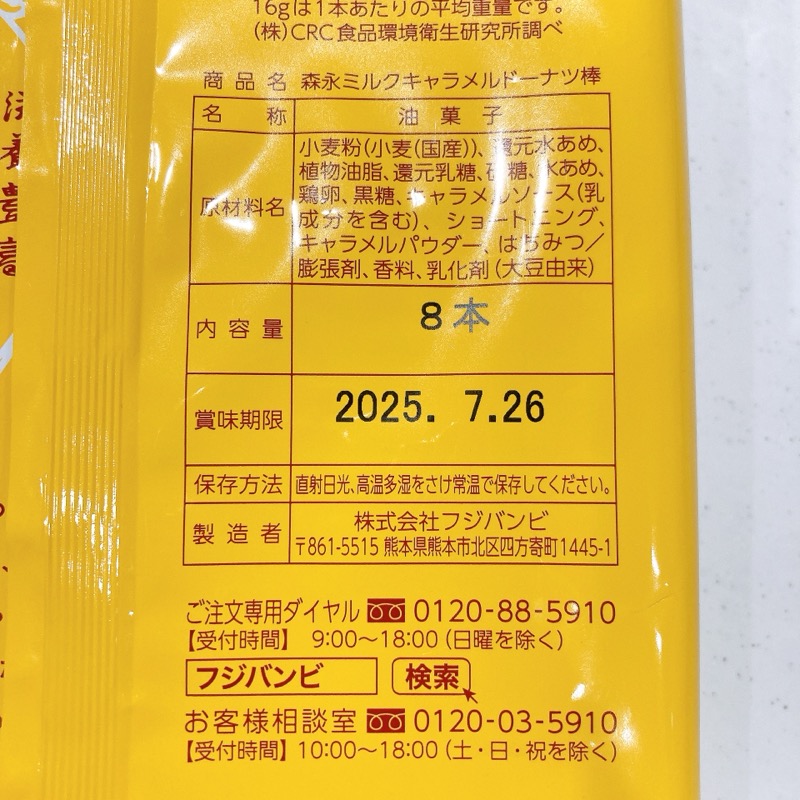 16gは1本あたりの平均重量です。
(株)CRC食品環境衛生研究所調べ
商品名 森永ミルクキャラメルドーナツ棒
名称 油菓子
原材料名
小麦粉(小麦(国産))、還元水あめ、
植物油脂、還元乳糖、砂糖、水あめ、
鶏卵、黒糖、キャラメルソース(乳
成分を含む)、ショートニング、
キャラメルパウダー、はちみつ／
膨張剤、香料、乳化剤(大豆由来)
内容量 8本
賞味期限 2025. 7.26
保存方法 直射日光、高温多湿をさけ常温で保存してください。
製造者 株式会社フジバンビ
〒861-5515 熊本県熊本市北区四方寄町1445-1
ご注文専用ダイヤル 0120-88-5910
【受付時間】 9:00〜18:00 (日曜を除く)
フジバンビ 検索
お客様相談室 0120-03-5910
【受付時間】 10:00〜18:00 (土・日・祝を除く)